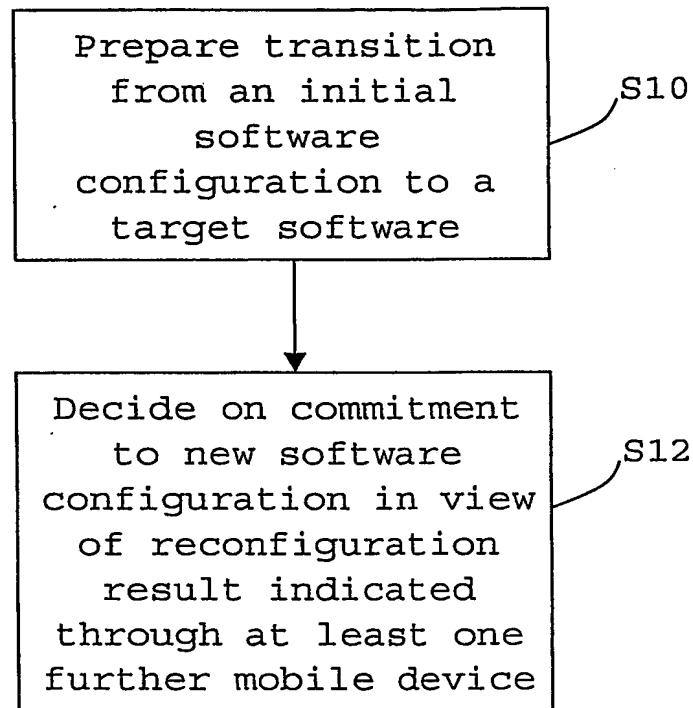 Prepare transition
from an initial
software
configuration to a
target software
S10
Decide on commitment
to new software
configuration in view
of reconfiguration
result indicated
through at least one
further mobile device
S12